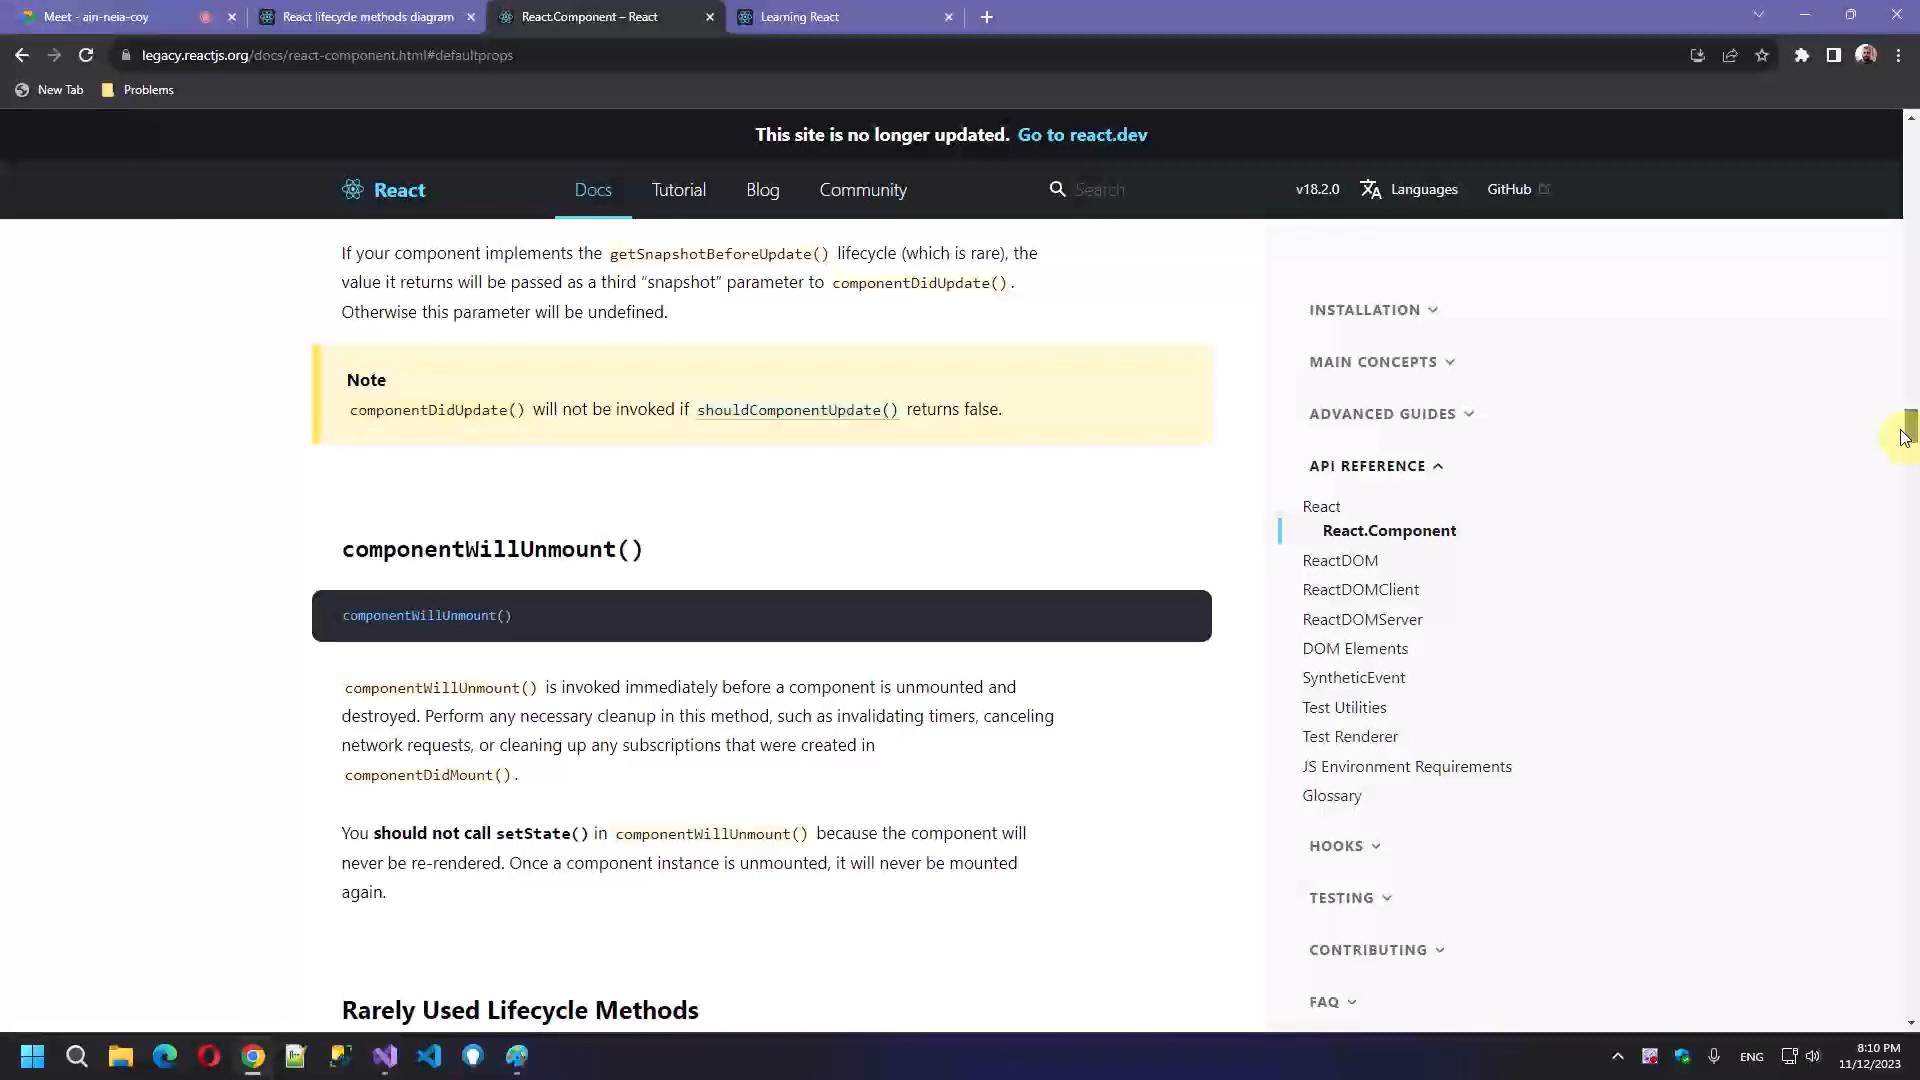 Meet - ain-neia-coy
React lifecycle methods diagram
React.Component – React
Learning React
legacy.reactjs.org/docs/react-component.html#defaultprops
New Tab
Problems
This site is no longer updated. Go to react.dev
React
Docs
Tutorial
Blog
Community
Search
v18.2.0
Languages
GitHub
If your component implements the getSnapshotBeforeUpdate() lifecycle (which is rare), the
value it returns will be passed as a third “snapshot” parameter to componentDidUpdate().
Otherwise this parameter will be undefined.
Note
componentDidUpdate() will not be invoked if shouldComponentUpdate() returns false.
componentWillUnmount()
componentWillUnmount()
componentWillUnmount() is invoked immediately before a component is unmounted and
destroyed. Perform any necessary cleanup in this method, such as invalidating timers, canceling
network requests, or cleaning up any subscriptions that were created in
componentDidMount().
You should not call setState() in componentWillUnmount() because the component will
never be re-rendered. Once a component instance is unmounted, it will never be mounted
again.
Rarely Used Lifecycle Methods
INSTALLATION
MAIN CONCEPTS
ADVANCED GUIDES
API REFERENCE
React
React.Component
ReactDOM
ReactDOMClient
ReactDOMServer
DOM Elements
SyntheticEvent
Test Utilities
Test Renderer
JS Environment Requirements
Glossary
HOOKS
TESTING
CONTRIBUTING
FAQ
ENG
8:10 PM
11/12/2023